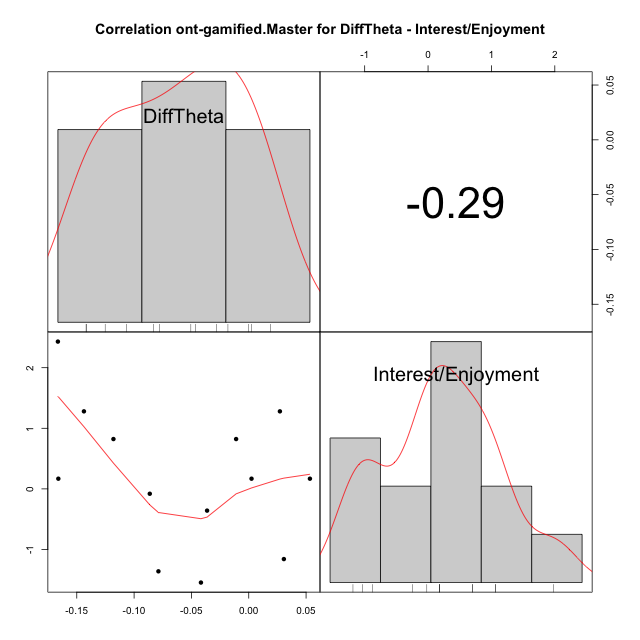 Correlation ont-gamified.Master for DiffTheta - Interest/Enjoyment
-1 0 1 2
DiffTheta
-0.29
0.05
0.00
-0.05
-0.10
-0.15
2
1
0
-1
Interest/Enjoyment
-0.15 -0.10 -0.05 0.00 0.05